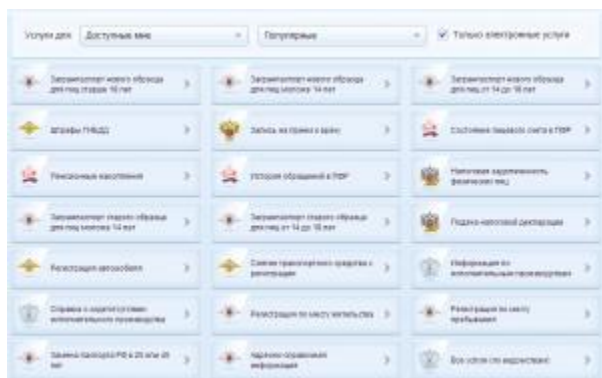 Услуги для: Доступные мне Популярные Только электронные услуги
Загранпаспорт нового образца
для лиц старше 18 лет
Загранпаспорт нового образца
для лиц моложе 14 лет
Загранпаспорт нового образца
для лиц от 14 до 18 лет
Штрафы ГИБДД
Запись на прием к врачу
Состояние лицевого счета в ПФР
Пенсионные накопления
История обращений в ПФР
Налоговая задолженность
физических лиц
Загранпаспорт старого образца
для лиц моложе 14 лет
Загранпаспорт старого образца
для лиц от 14 до 18 лет
Подача налоговой декларации
Регистрация автомобиля
Снятие транспортного средства с
регистрации
Информация по
исполнительным производствам
Справка о
исполнительного производства
Регистрация по месту жительства
Регистрация по месту
пребывания
Замена паспорта РФ в 20 или 45
лет
Адресно-справочная
информация
Все услуги (по ведомствам)